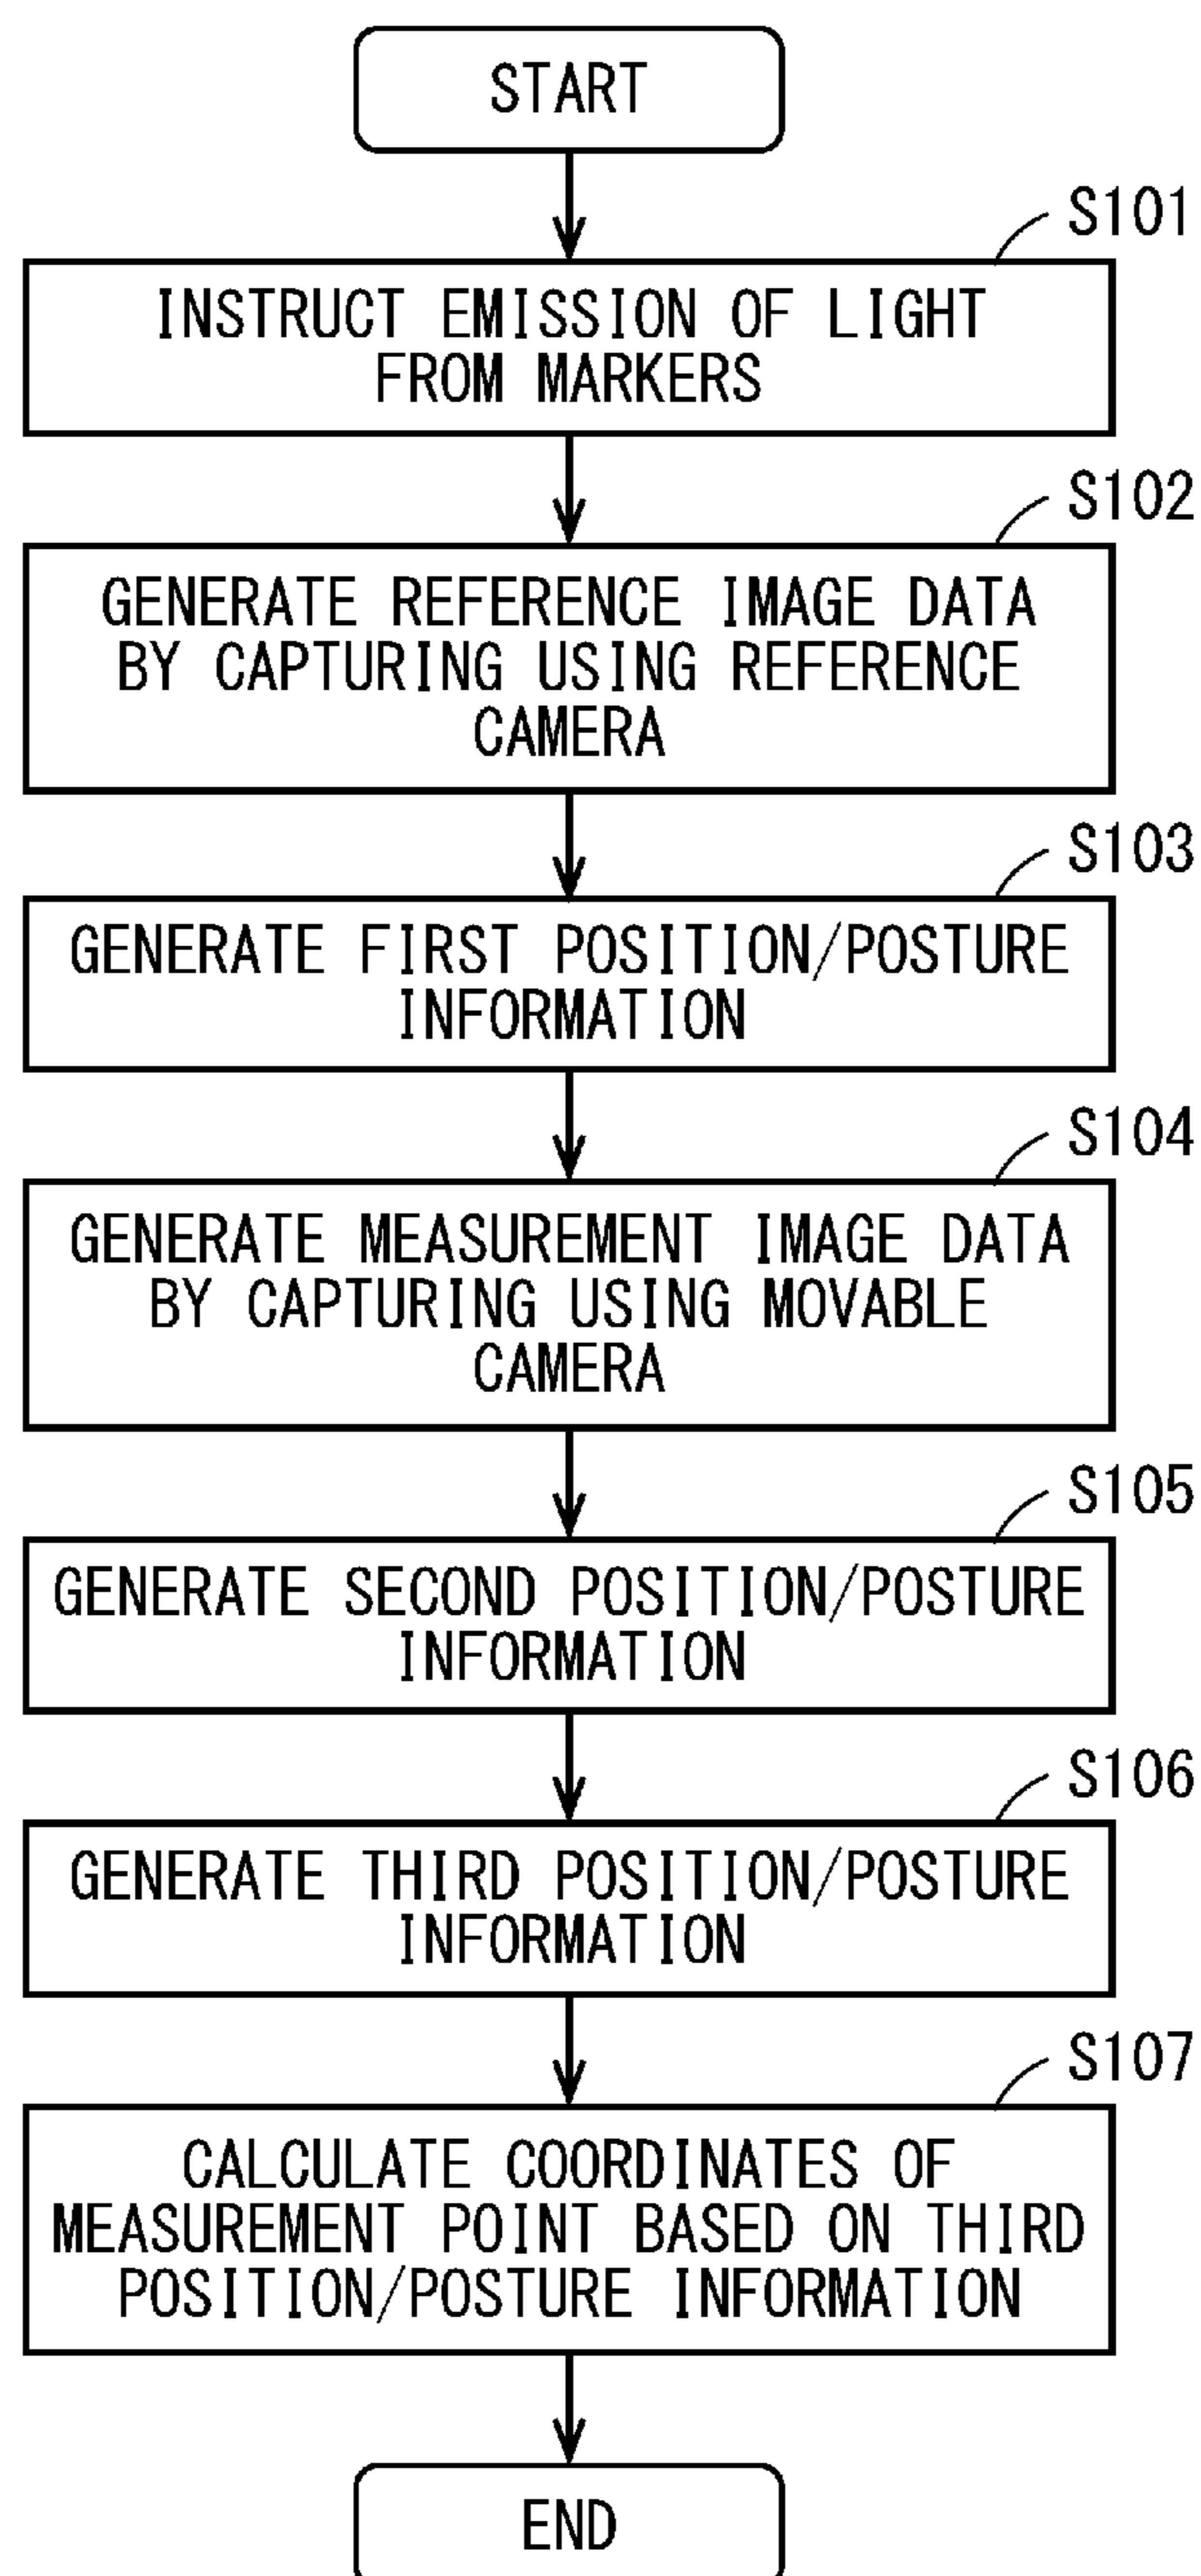 START
S101
INSTRUCT EMISSION OF LIGHT
FROM MARKERS
S102
GENERATE REFERENCE IMAGE DATA
BY CAPTURING USING REFERENCE
CAMERA
S103
GENERATE FIRST POSITION/POSTURE
INFORMATION
S104
GENERATE MEASUREMENT IMAGE DATA
BY CAPTURING USING MOVABLE
CAMERA
S105
GENERATE SECOND POSITION/POSTURE
INFORMATION
S106
GENERATE THIRD POSITION/POSTURE
INFORMATION
S107
CALCULATE COORDINATES OF
MEASUREMENT POINT BASED ON THIRD
POSITION/POSTURE INFORMATION
END